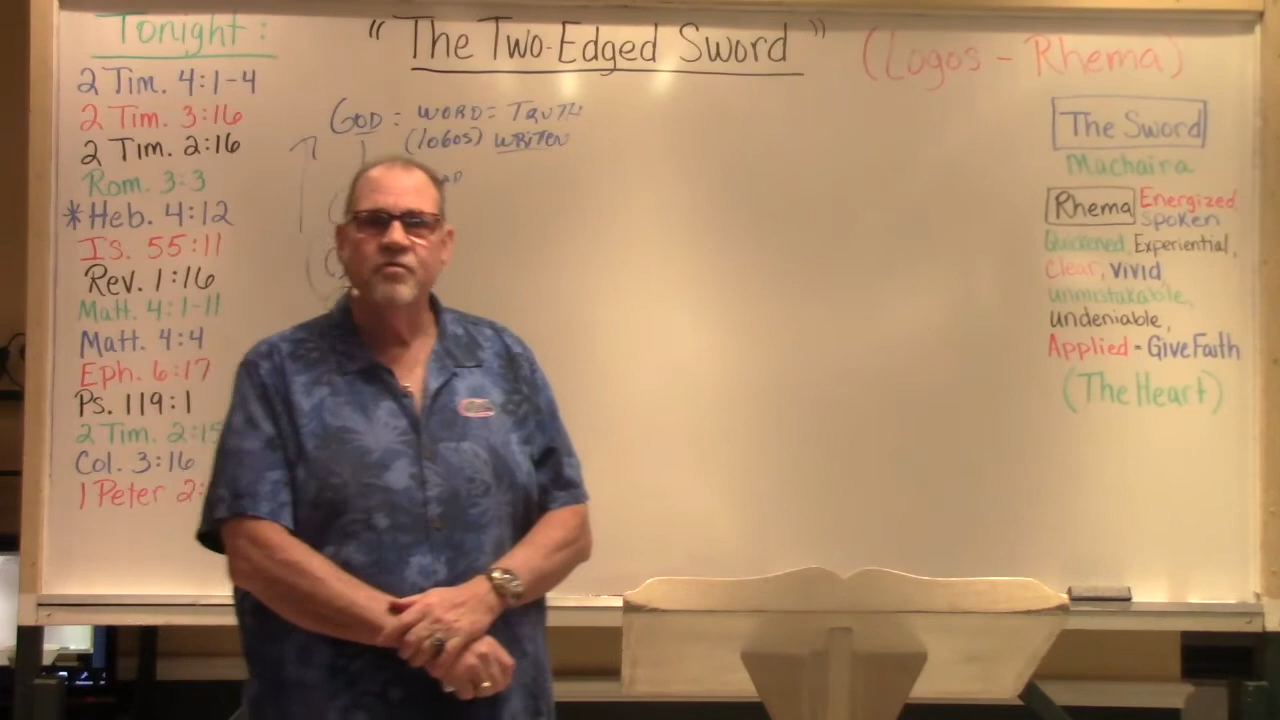 Tonight:
2 Tim. 4:1-4
2 Tim. 3:16
2 Tim. 2:16
Rom. 3:3
*Heb. 4:12
Is. 55:11
Rev. 1:16
Matt. 4:1-11
Matt. 4:4
Eph. 6:17
Ps. 119:1
2 Tim. 2:15
Col. 3:16
1 Peter 2:
"The Two-Edged Sword"
(Logos - Rhema)
GOD = WORD = TRUTH
(logos) WRITTEN
The Sword
Machaira
Rhema Energized
spoken
Quickened, Experiential,
Clear, Vivid,
unmistakable,
undeniable,
Applied = Give Faith
(The Heart)